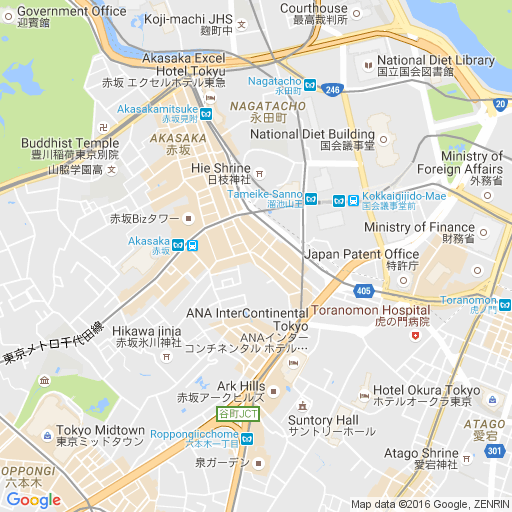 Government Office
迎賓館
Koji-machi JHS
麹町中
Courthouse
最高裁判所
Akasaka Excel
Hotel Tokyu
赤坂 エクセルホテル東急
National Diet Library
国立国会図書館
Nagatacho
永田町
246
20
Akasakamitsuke
赤坂見附
NAGATACHO
永田町
AKASAKA
赤坂
National Diet Building
国会議事堂
Buddhist Temple
豊川稲荷東京別院
山脇学園高
Ministry of
Foreign Affairs
外務省
Hie Shrine
日枝神社
Tameike-Sanno
溜池山王
Kokkaigijido-Mae
国会議事堂前
赤坂Bizタワー
Ministry of Finance
財務省
Akasaka
赤坂
Japan Patent Office
特許庁
405
Toranomon
虎ノ門
ANA InterContinental
Tokyo
ANAインター
コンチネンタル ホテル...
Toranomon Hospital
虎の門病院
東京メトロ千代田線
Hikawa jinja
赤坂氷川神社
Ark Hills
赤坂アークヒルズ
Hotel Okura Tokyo
ホテルオークラ東京
谷町JCT
Suntory Hall
サントリーホール
Tokyo Midtown
東京ミッドタウン
Roppongiicchome
六本木一丁目
ATAGO
愛宕
301
Atago Shrine
愛宕神社
ROPPONGI
六本木
泉ガーデン
Google
Map data ©2016 Google, ZENRIN